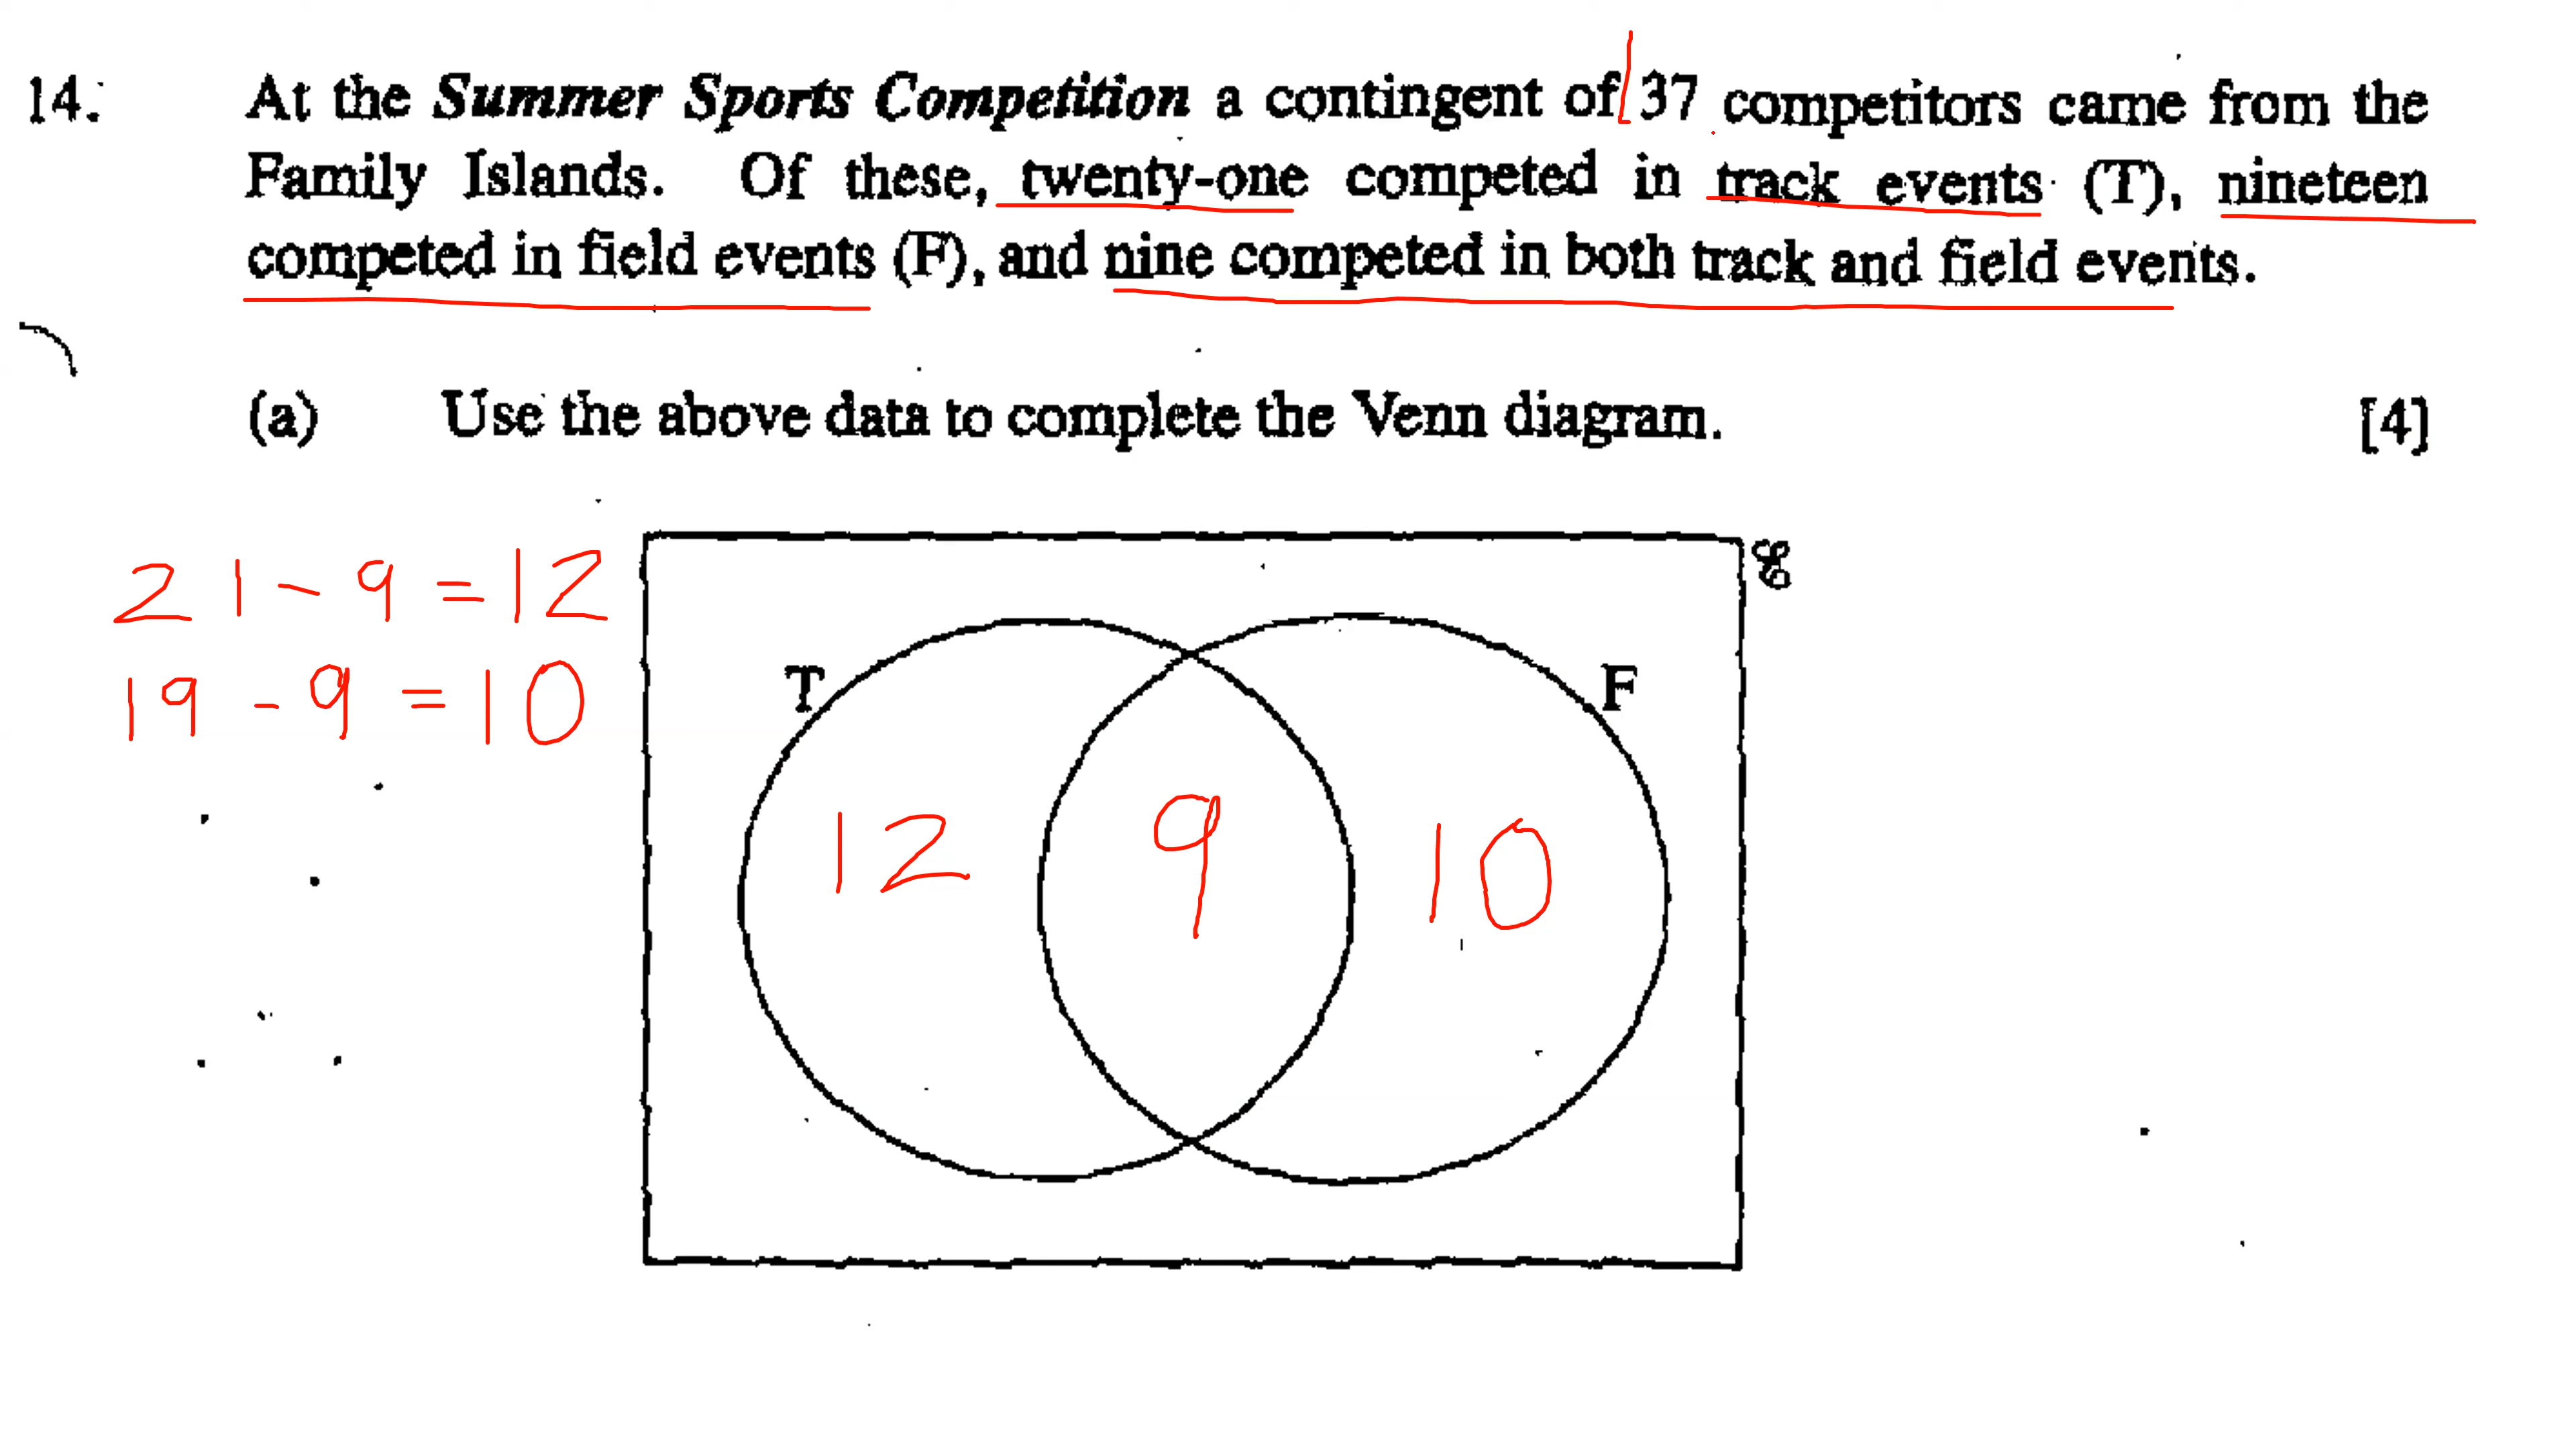 14. At the Summer Sports Competition a contingent of 37 competitors came from the
Family Islands. Of these, twenty-one competed in track events (T), nineteen
competed in field events (F), and nine competed in both track and field events.
(a) Use the above data to complete the Venn diagram. [4]
21 - 9 = 12
19 - 9 = 10
ℰ
T
F
12
9
10